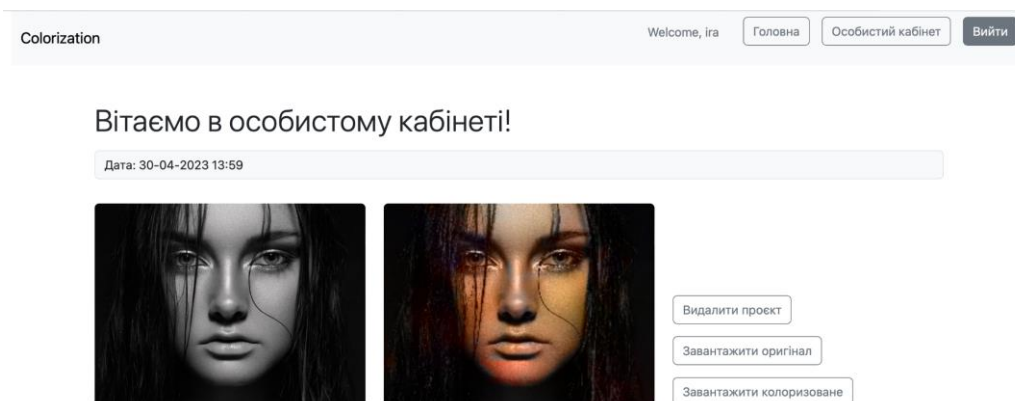 Colorization
Welcome, ira
Головна
Особистий кабінет
Вийти
Вітаємо в особистому кабінеті!
Дата: 30-04-2023 13:59
Видалити проєкт
Завантажити оригінал
Завантажити колоризоване